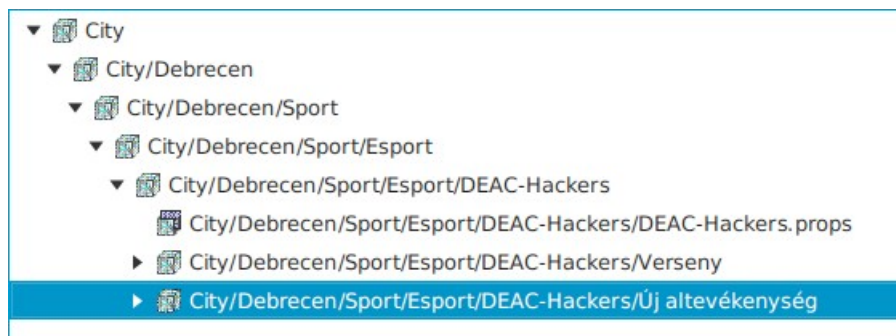 City
City/Debrecen
City/Debrecen/Sport
City/Debrecen/Sport/Esport
City/Debrecen/Sport/Esport/DEAC-Hackers
City/Debrecen/Sport/Esport/DEAC-Hackers/DEAC-Hackers.props
City/Debrecen/Sport/Esport/DEAC-Hackers/Verseny
City/Debrecen/Sport/Esport/DEAC-Hackers/Új altevékenység